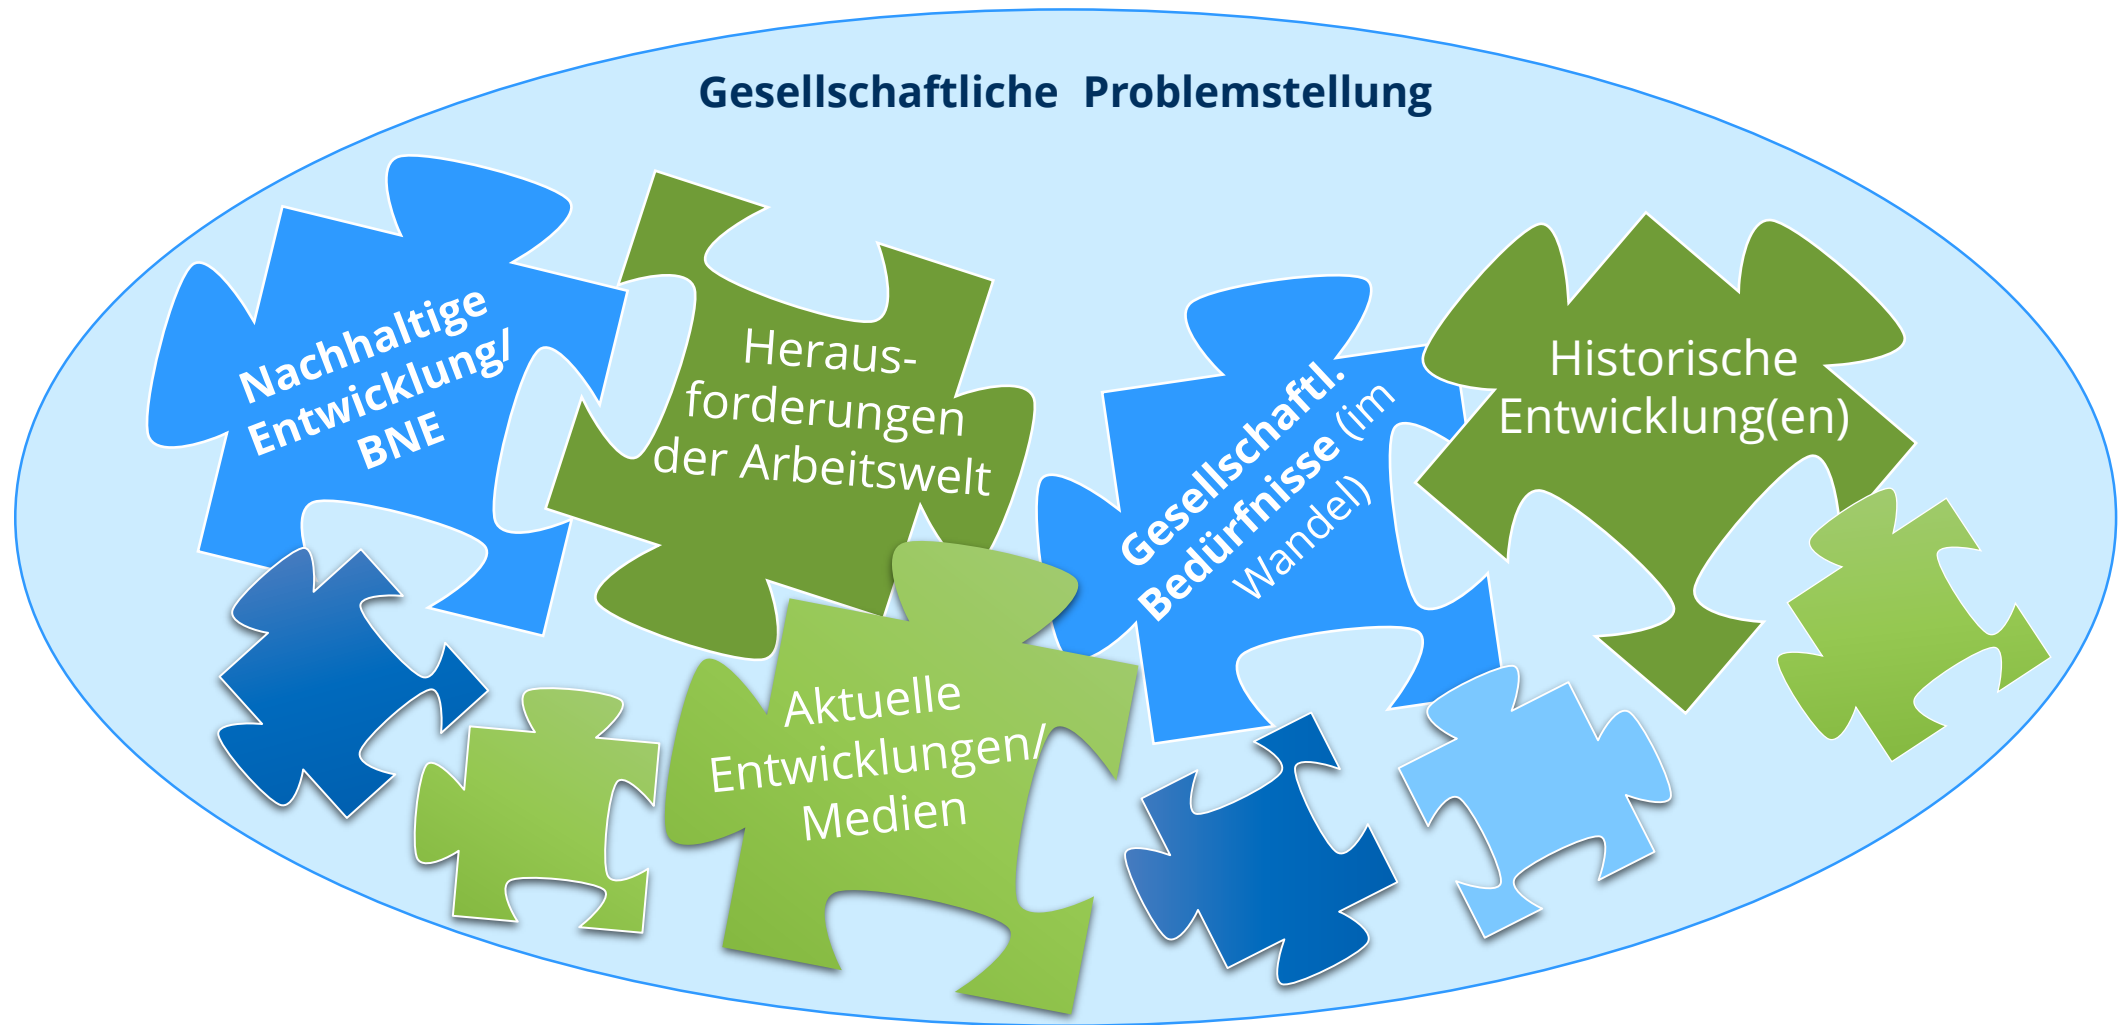 Gesellschaftliche Problemstellung
Nachhaltige
Entwicklung/
BNE
Heraus-
forderungen
der Arbeitswelt
Gesellschaftl.
Bedürfnisse (im
Wandel)
Historische
Entwicklung(en)
Aktuelle
Entwicklungen/
Medien